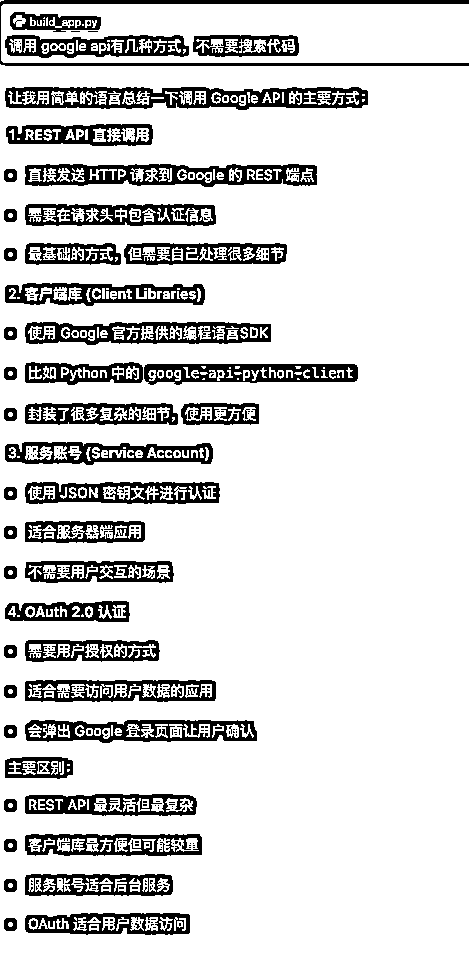 build_app.py
调用 google api有几种方式，不需要搜索代码
让我用简单的语言总结一下调用 Google API 的主要方式：
1. REST API 直接调用
直接发送 HTTP 请求到 Google 的 REST 端点
需要在请求头中包含认证信息
最基础的方式，但需要自己处理很多细节
2. 客户端库 (Client Libraries)
使用 Google 官方提供的编程语言SDK
比如 Python 中的 google-api-python-client
封装了很多复杂的细节，使用更方便
3. 服务账号 (Service Account)
使用 JSON 密钥文件进行认证
适合服务器端应用
不需要用户交互的场景
4. OAuth 2.0 认证
需要用户授权的方式
适合需要访问用户数据的应用
会弹出 Google 登录页面让用户确认
主要区别：
REST API 最灵活但最复杂
客户端库最方便但可能较重
服务账号适合后台服务
OAuth 适合用户数据访问